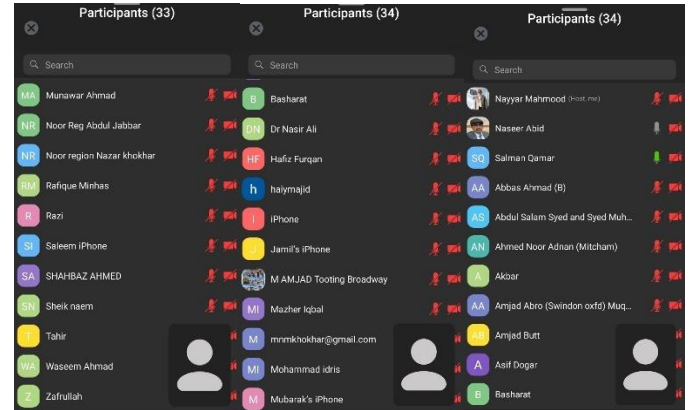 Participants (33)
Search
MA Munawar Ahmad
NR Noor Reg Abdul Jabbar
NR Noor region Nazar khokhar
RM Rafique Minhas
R Razi
SI Saleem iPhone
SA SHAHBAZ AHMED
SN Sheik naem
T Tahir
WA Waseem Ahmad
Z Zafrullah
Participants (34)
Search
B Basharat
DN Dr Nasir Ali
HF Hafiz Furqan
h haiymajid
I iPhone
J Jamil's iPhone
M AMJAD Tooting Broadway
MI Mazher Iqbal
M mnmkhokhar@gmail.com
MI Mohammad idris
M Mubarak's iPhone
Participants (34)
Search
Nayyar Mahmood (Host, me)
Naseer Abid
SQ Salman Qamar
AA Abbas Ahmad (B)
AS Abdul Salam Syed and Syed Muh...
AN Ahmed Noor Adnan (Mitcham)
A Akbar
AA Amjad Abro (Swindon oxfd) Muq...
AB Amjad Butt
A Asif Dogar
B Basharat